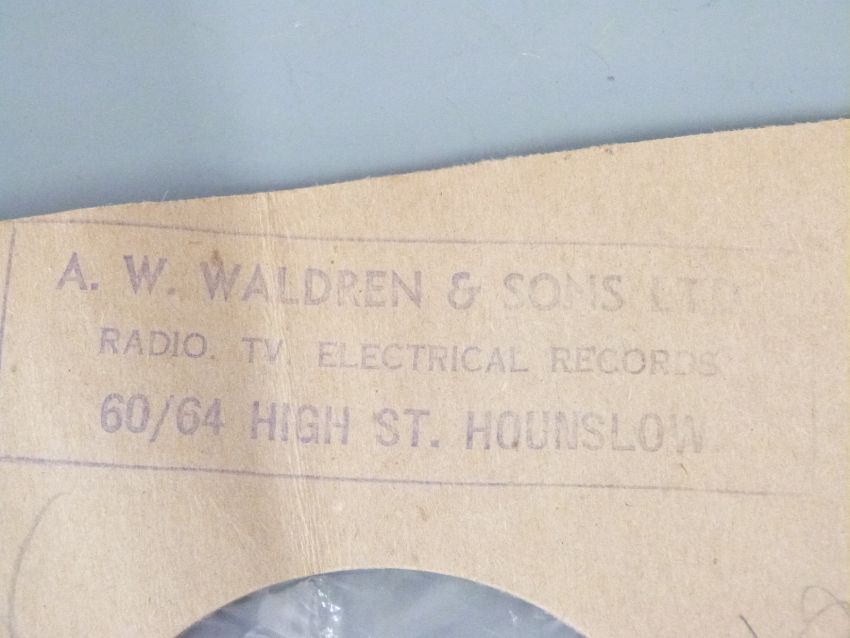 A. W. WALDREN & SONS LTD
RADIO. TV. ELECTRICAL RECORDS
60/64 HIGH ST. HOUNSLOW